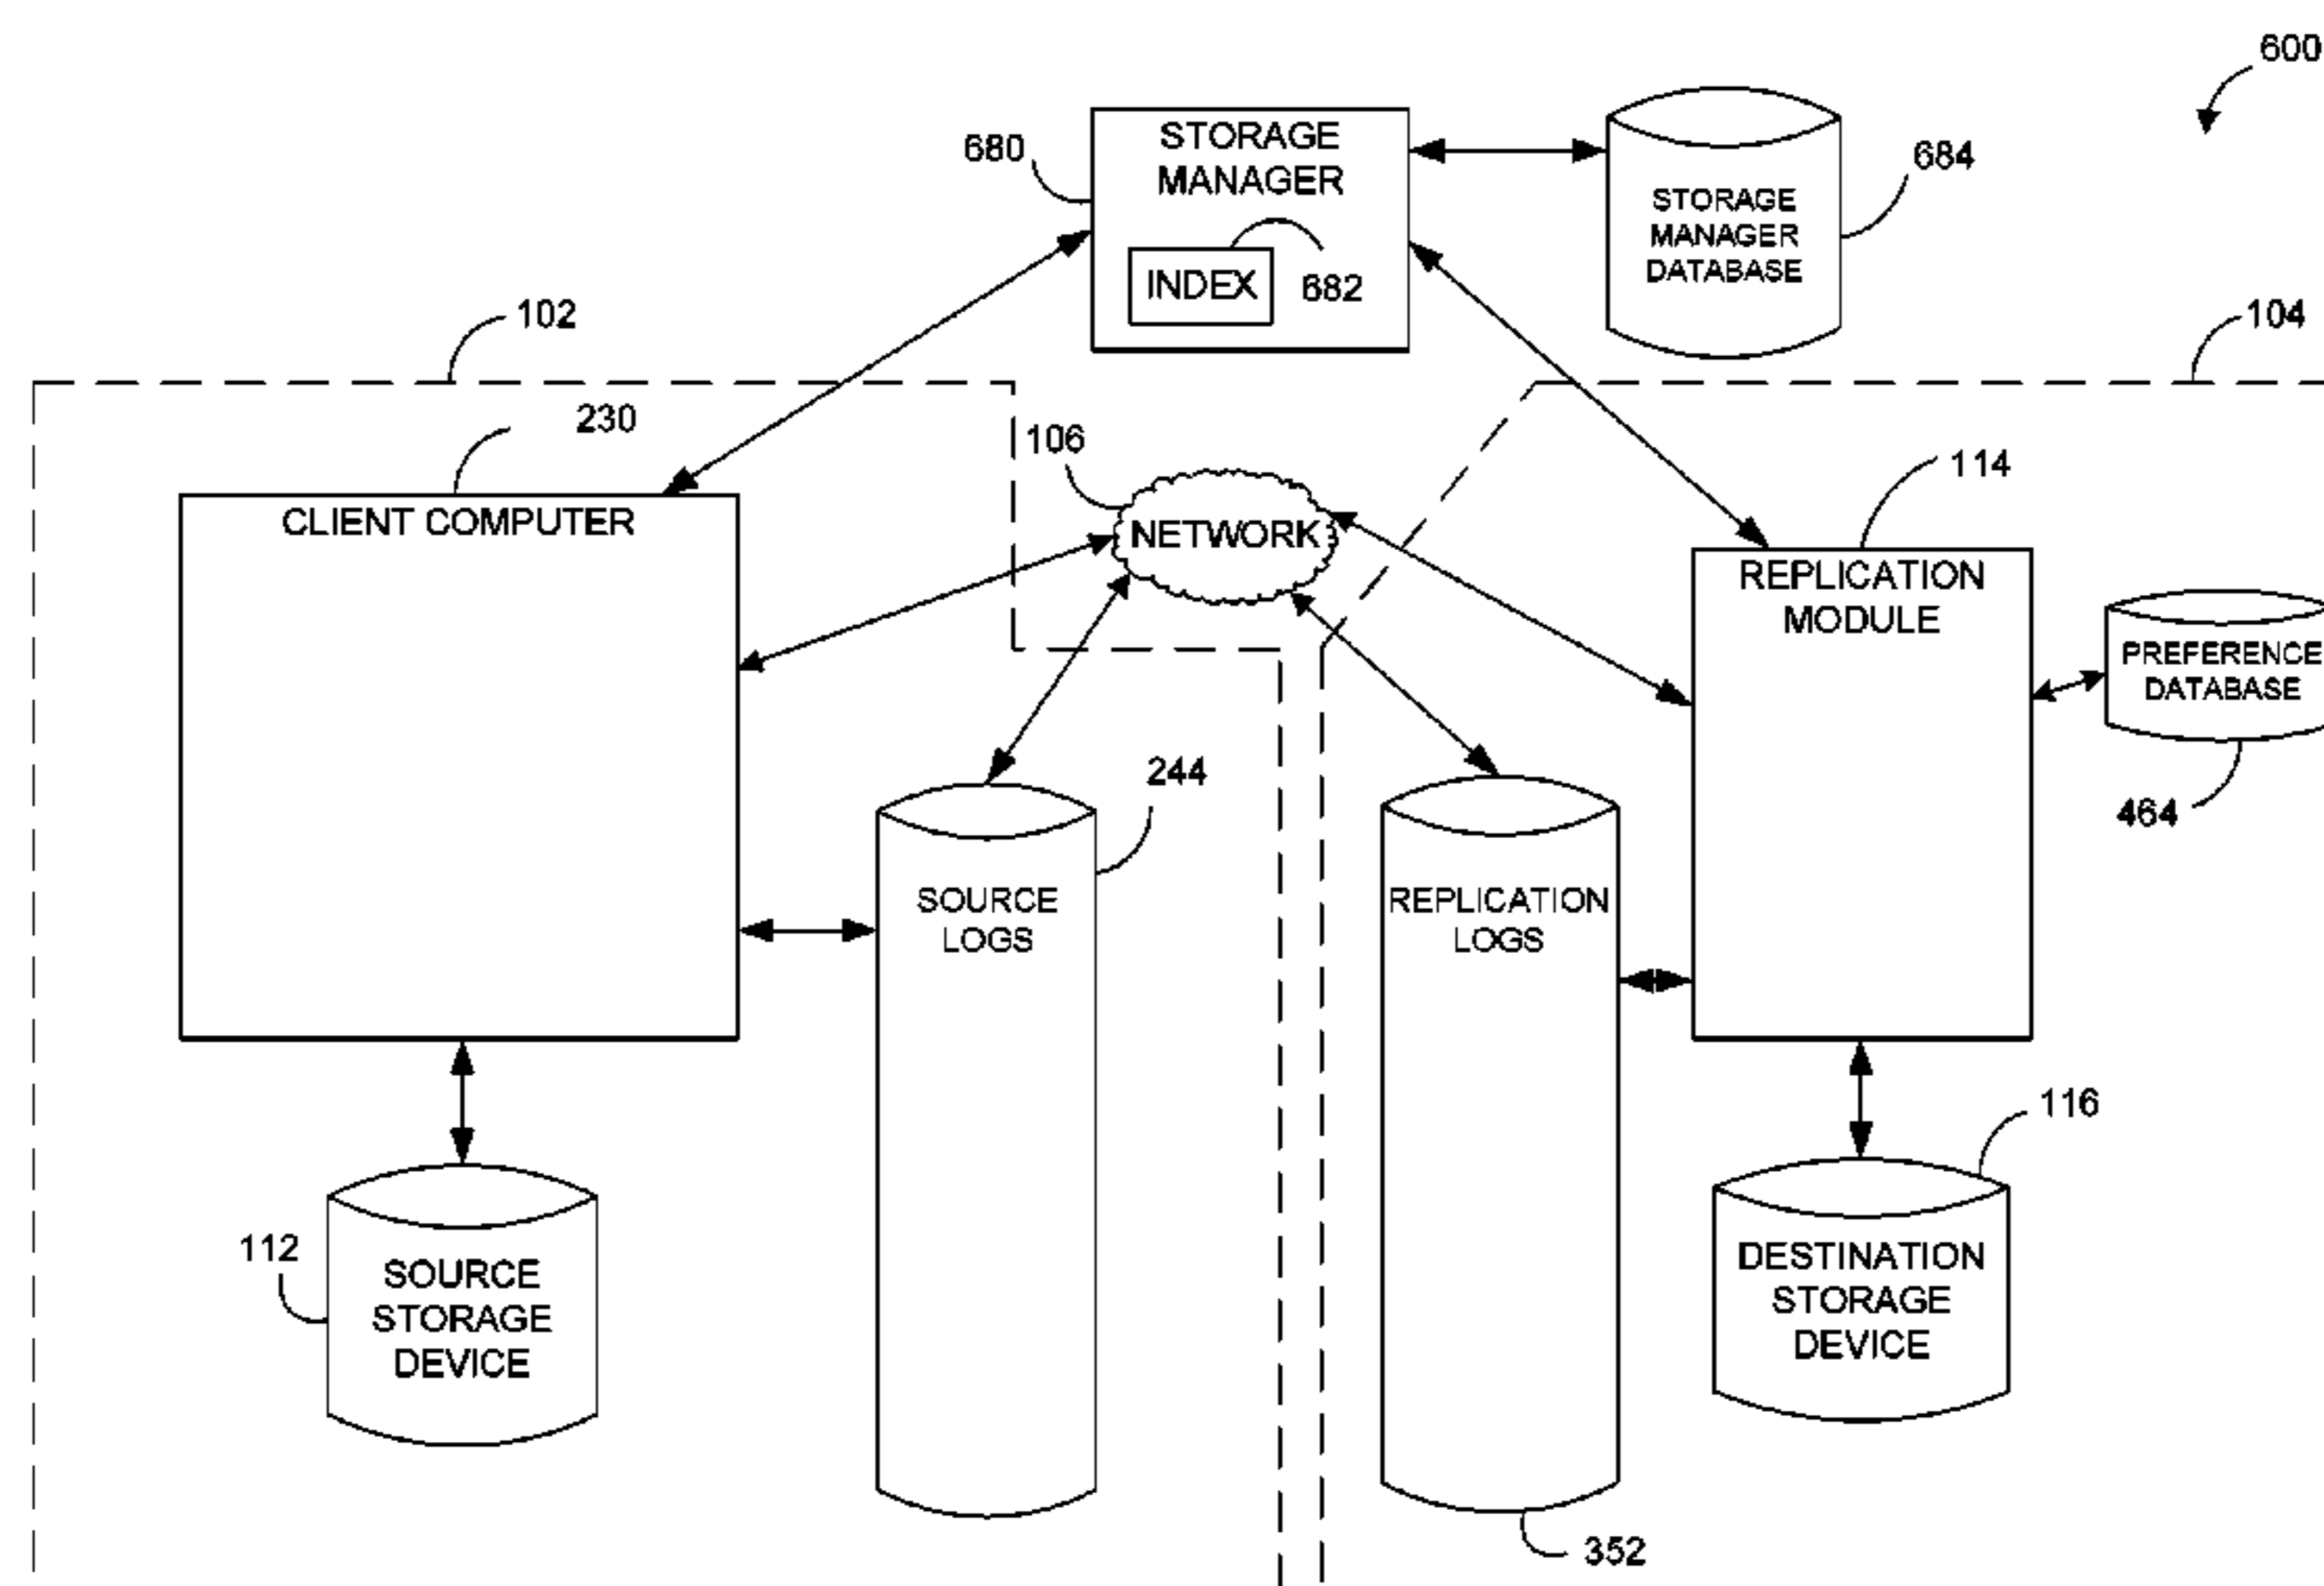 600
680
STORAGE
MANAGER
684
STORAGE
MANAGER
DATABASE
INDEX
682
102
104
230
106
114
CLIENT COMPUTER
NETWORK
REPLICATION
MODULE
PREFERENCE
DATABASE
244
464
SOURCE
LOGS
REPLICATION
LOGS
116
112
SOURCE
STORAGE
DEVICE
DESTINATION
STORAGE
DEVICE
352